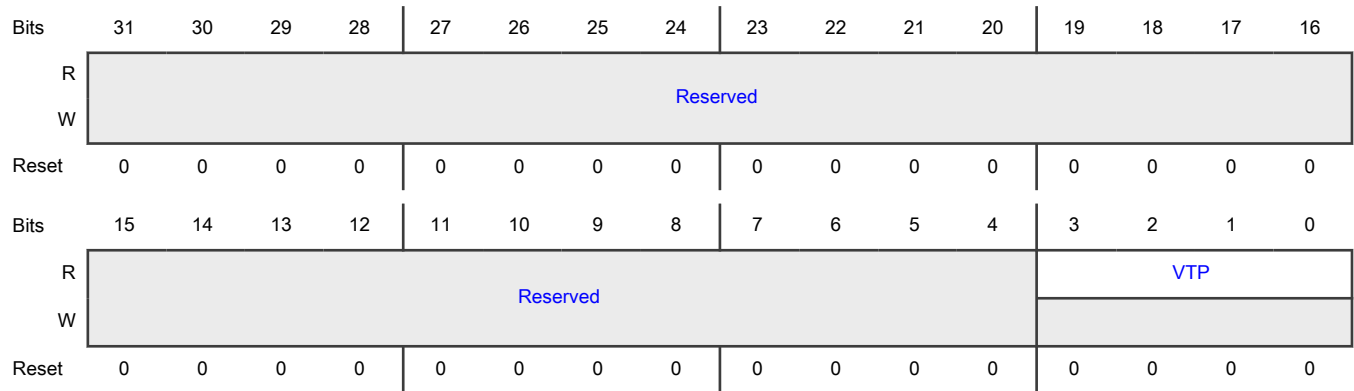 Bits 31 30 29 28 27 26 25 24 23 22 21 20 19 18 17 16
R
Reserved
W
Reset 0 0 0 0 0 0 0 0 0 0 0 0 0 0 0 0
Bits 15 14 13 12 11 10 9 8 7 6 5 4 3 2 1 0
R VTP
Reserved
W
Reset 0 0 0 0 0 0 0 0 0 0 0 0 0 0 0 0